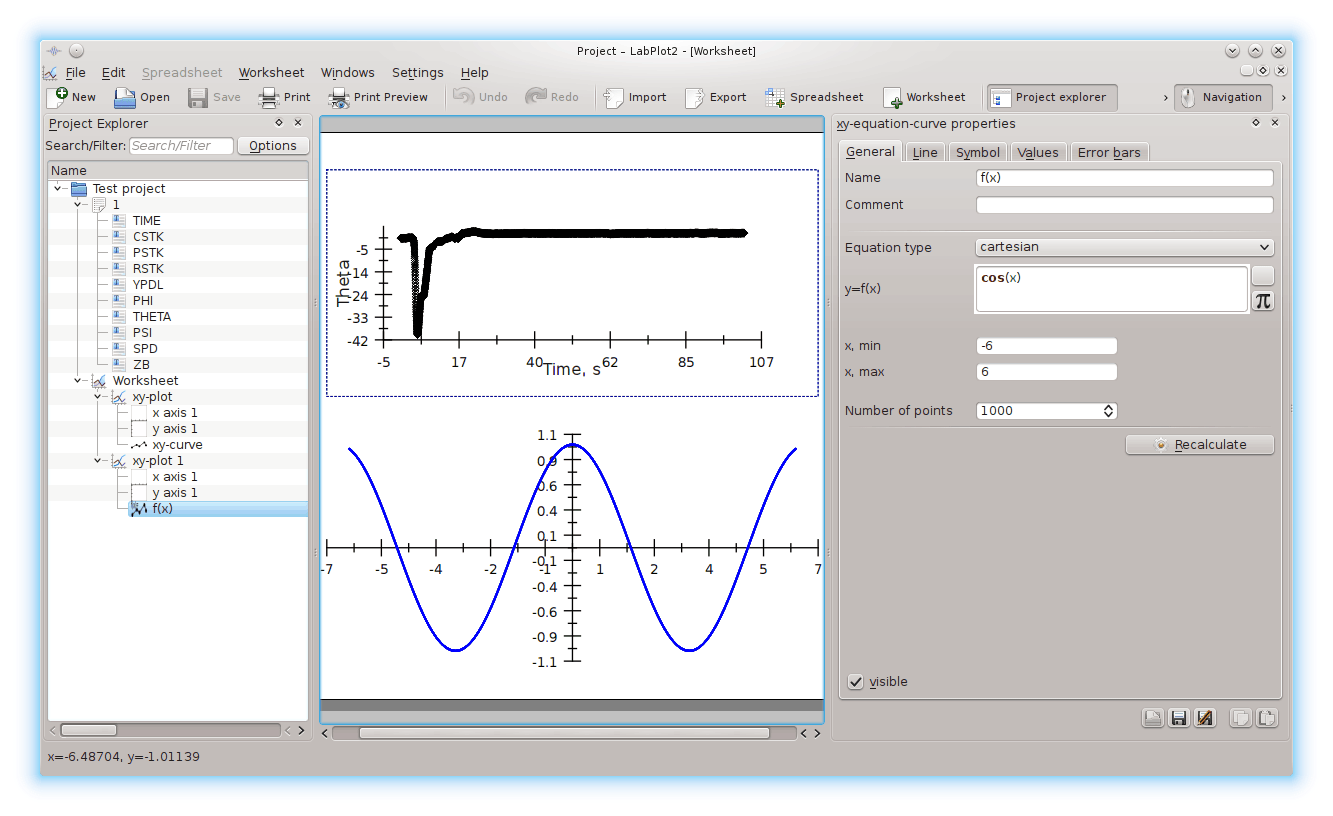 Project – LabPlot2 - [Worksheet]
File Edit Spreadsheet Worksheet Windows Settings Help
New Open Save Print Print Preview Undo Redo Import Export Spreadsheet Worksheet Project explorer Navigation
Project Explorer
Search/Filter: Search/Filter Options
Name
Test project
1
TIME
CSTK
PSTK
RSTK
YPDL
PHI
THETA
PSI
SPD
ZB
Worksheet
xy-plot
x axis 1
y axis 1
xy-curve
xy-plot 1
x axis 1
y axis 1
f(x)
Theta
-5
-14
-24
-33
-42
-5 17 40 62 85 107
Time, s
1.1
0.9
0.6
0.4
0.1
-0.1
-7 -5 -4 -2 -1 1 2 4 5 7
-0.4
-0.6
-0.9
-1.1
xy-equation-curve properties
General Line Symbol Values Error bars
Name f(x)
Comment
Equation type cartesian
y=f(x) cos(x)
π
x, min -6
x, max 6
Number of points 1000
Recalculate
visible
x=-6.48704, y=-1.01139